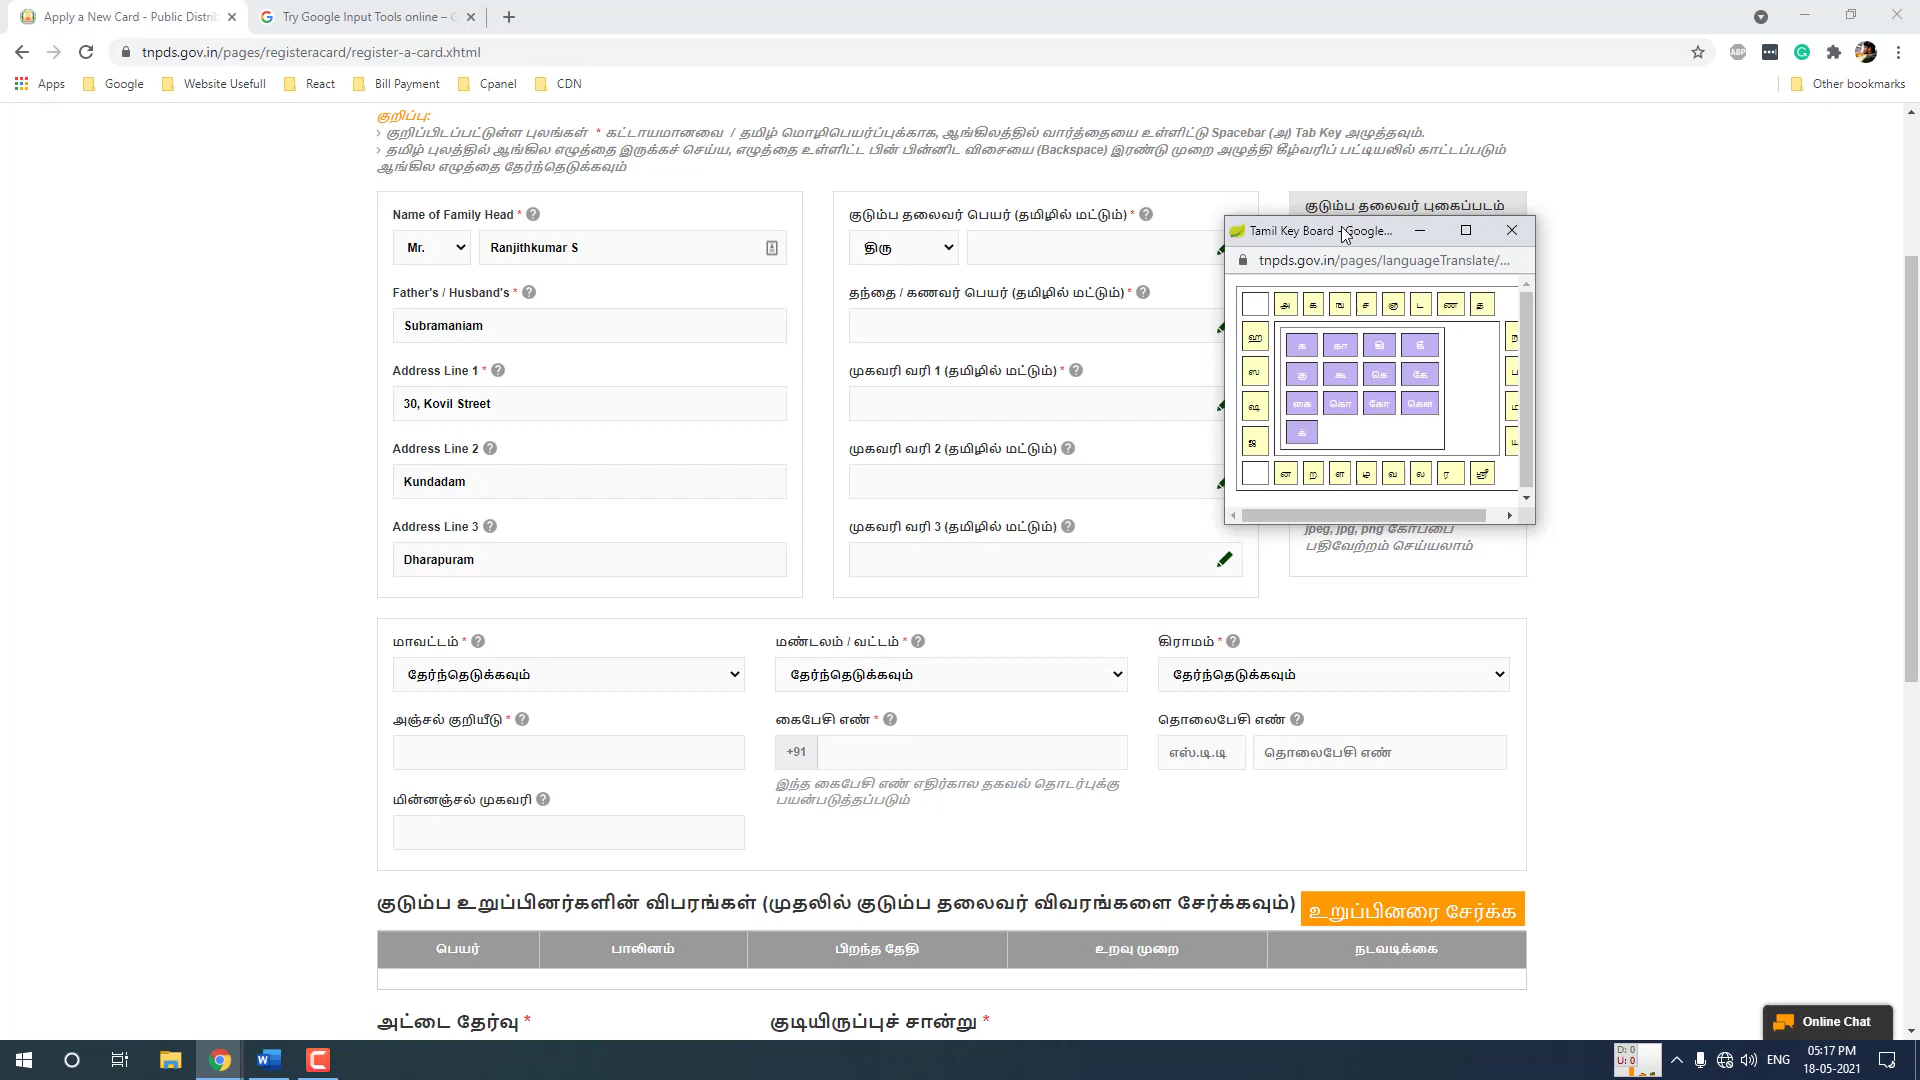 Apply a New Card - Public Distrib
Try Google Input Tools online – G
tnpds.gov.in/pages/registeracard/register-a-card.xhtml
ABP
Apps
Google
Website Usefull
React
Bill Payment
Cpanel
CDN
Other bookmarks
குறிப்பு:
› குறிப்பிடப்பட்டுள்ள புலங்கள் * கட்டாயமானவை / தமிழ் மொழிபெயர்ப்புக்காக, ஆங்கிலத்தில் வார்த்தையை உள்ளிட்டு Spacebar (அ) Tab Key அழுத்தவும்.
› தமிழ் புலத்தில் ஆங்கில எழுத்தை இருக்கச் செய்ய, எழுத்தை உள்ளிட்ட பின் பின்னிட விசையை (Backspace) இரண்டு முறை அழுத்தி கீழ்வரிப் பட்டியலில் காட்டப்படும்
ஆங்கில எழுத்தை தேர்ந்தெடுக்கவும்
Name of Family Head *
Mr.
Ranjithkumar S
Father's / Husband's *
Subramaniam
Address Line 1 *
30, Kovil Street
Address Line 2
Kundadam
Address Line 3
Dharapuram
குடும்ப தலைவர் பெயர் (தமிழில் மட்டும்) *
திரு
தந்தை / கணவர் பெயர் (தமிழில் மட்டும்) *
முகவரி வரி 1 (தமிழில் மட்டும்) *
முகவரி வரி 2 (தமிழில் மட்டும்)
முகவரி வரி 3 (தமிழில் மட்டும்)
குடும்ப தலைவர் புகைப்படம்
Tamil Key Board - Google...
tnpds.gov.in/pages/languageTranslate/...
அ க ங ச ஞ ட ண த
ஹ
ஸ
ஷ
ஜ
க கா கி கீ
கு கூ கெ கே
கை கொ கோ கௌ
க்
ன ற ள ழ வ ல ர ஸ்ரீ
jpeg, jpg, png கோப்பை
பதிவேற்றம் செய்யலாம்
மாவட்டம் *
தேர்ந்தெடுக்கவும்
மண்டலம் / வட்டம் *
தேர்ந்தெடுக்கவும்
கிராமம் *
தேர்ந்தெடுக்கவும்
அஞ்சல் குறியீடு *
கைபேசி எண் *
+91
இந்த கைபேசி எண் எதிர்கால தகவல் தொடர்புக்கு
பயன்படுத்தப்படும்
தொலைபேசி எண்
எஸ்.டி.டி
தொலைபேசி எண்
மின்னஞ்சல் முகவரி
குடும்ப உறுப்பினர்களின் விபரங்கள் (முதலில் குடும்ப தலைவர் விவரங்களை சேர்க்கவும்)
உறுப்பினரை சேர்க்க
பெயர்
பாலினம்
பிறந்த தேதி
உறவு முறை
நடவடிக்கை
அட்டை தேர்வு *
குடியிருப்புச் சான்று *
Online Chat
D: 0
U: 0
ENG
05:17 PM
18-05-2021